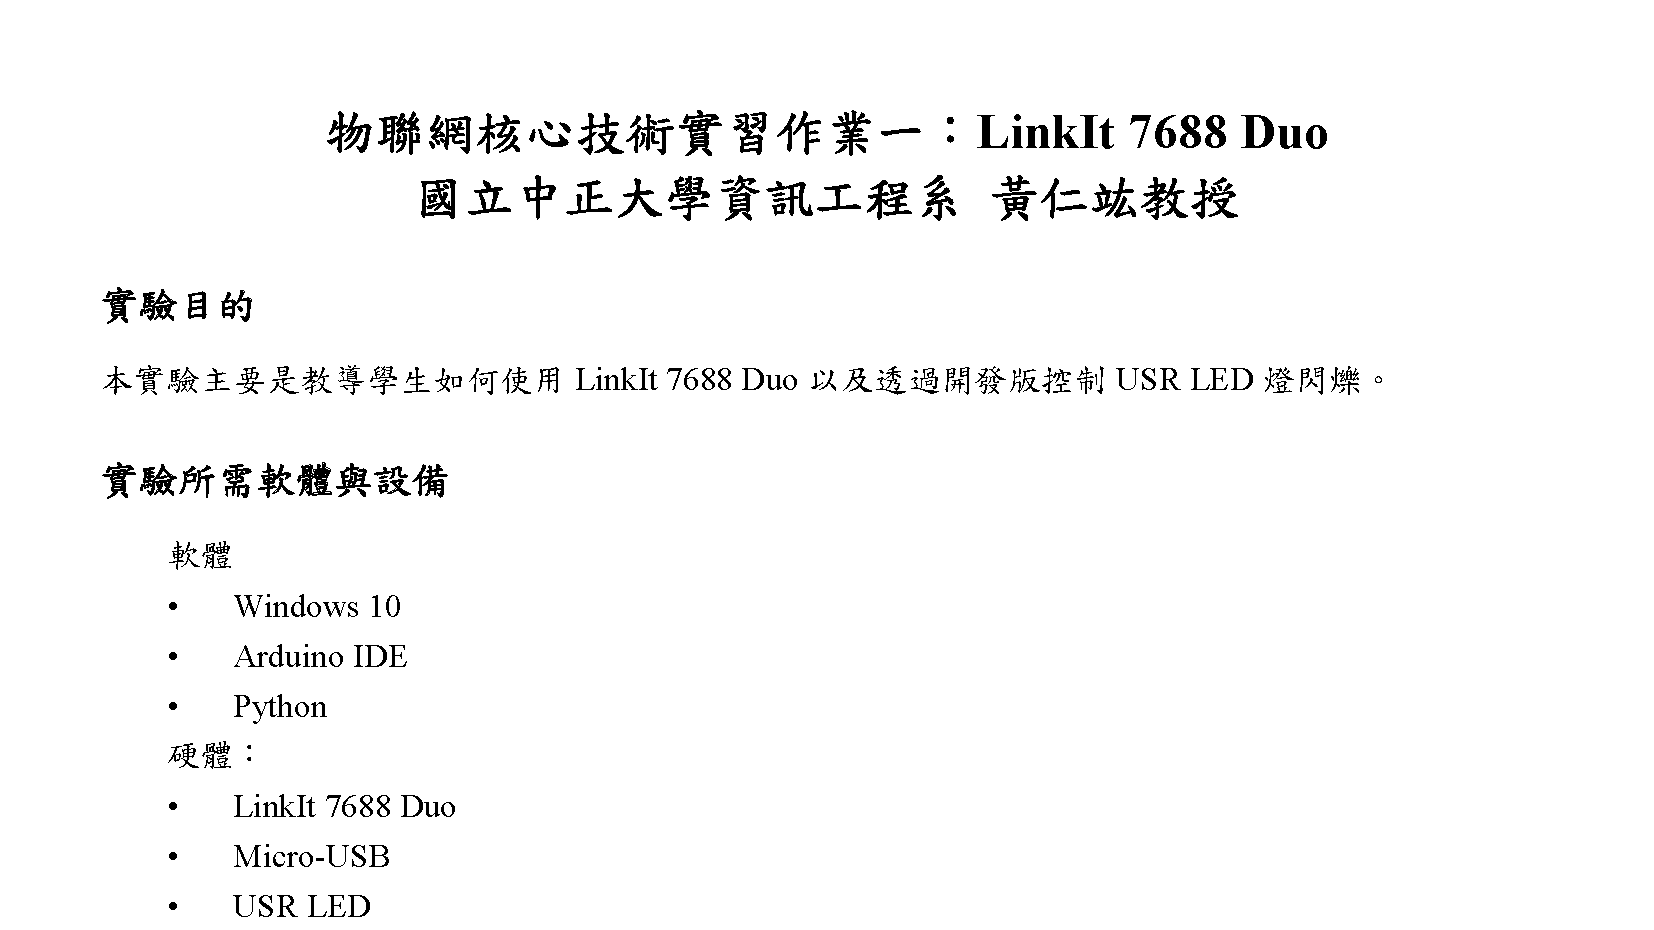 物聯網核心技術實習作業一：LinkIt 7688 Duo
國立中正大學資訊工程系 黃仁竑教授
實驗目的
本實驗主要是教導學生如何使用 LinkIt 7688 Duo 以及透過開發版控制 USR LED 燈閃爍。
實驗所需軟體與設備
軟體
• Windows 10
• Arduino IDE
• Python
硬體：
• LinkIt 7688 Duo
• Micro-USB
• USR LED